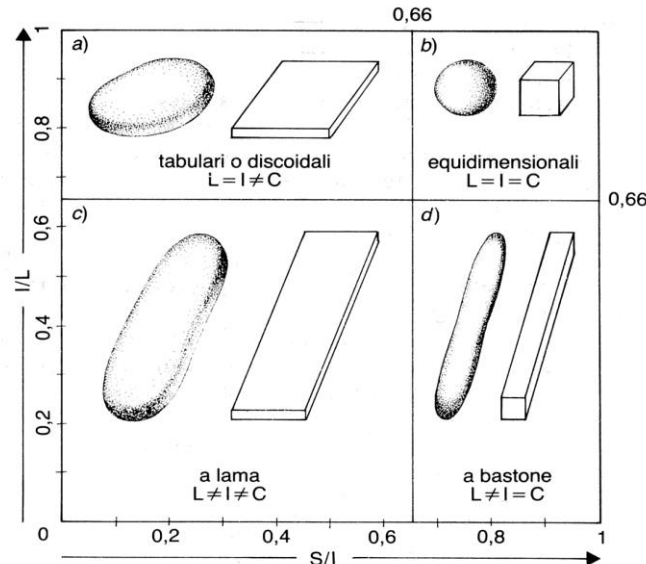 0,66
a)
b)
tabulari o discoidali
L = I ≠ C
equidimensionali
L = I = C
0,66
c)
d)
a lama
L ≠ I ≠ C
a bastone
L ≠ I = C
I/L
0,8
0,6
0,4
0,2
0
0,2
0,4
0,6
0,8
1
S/I